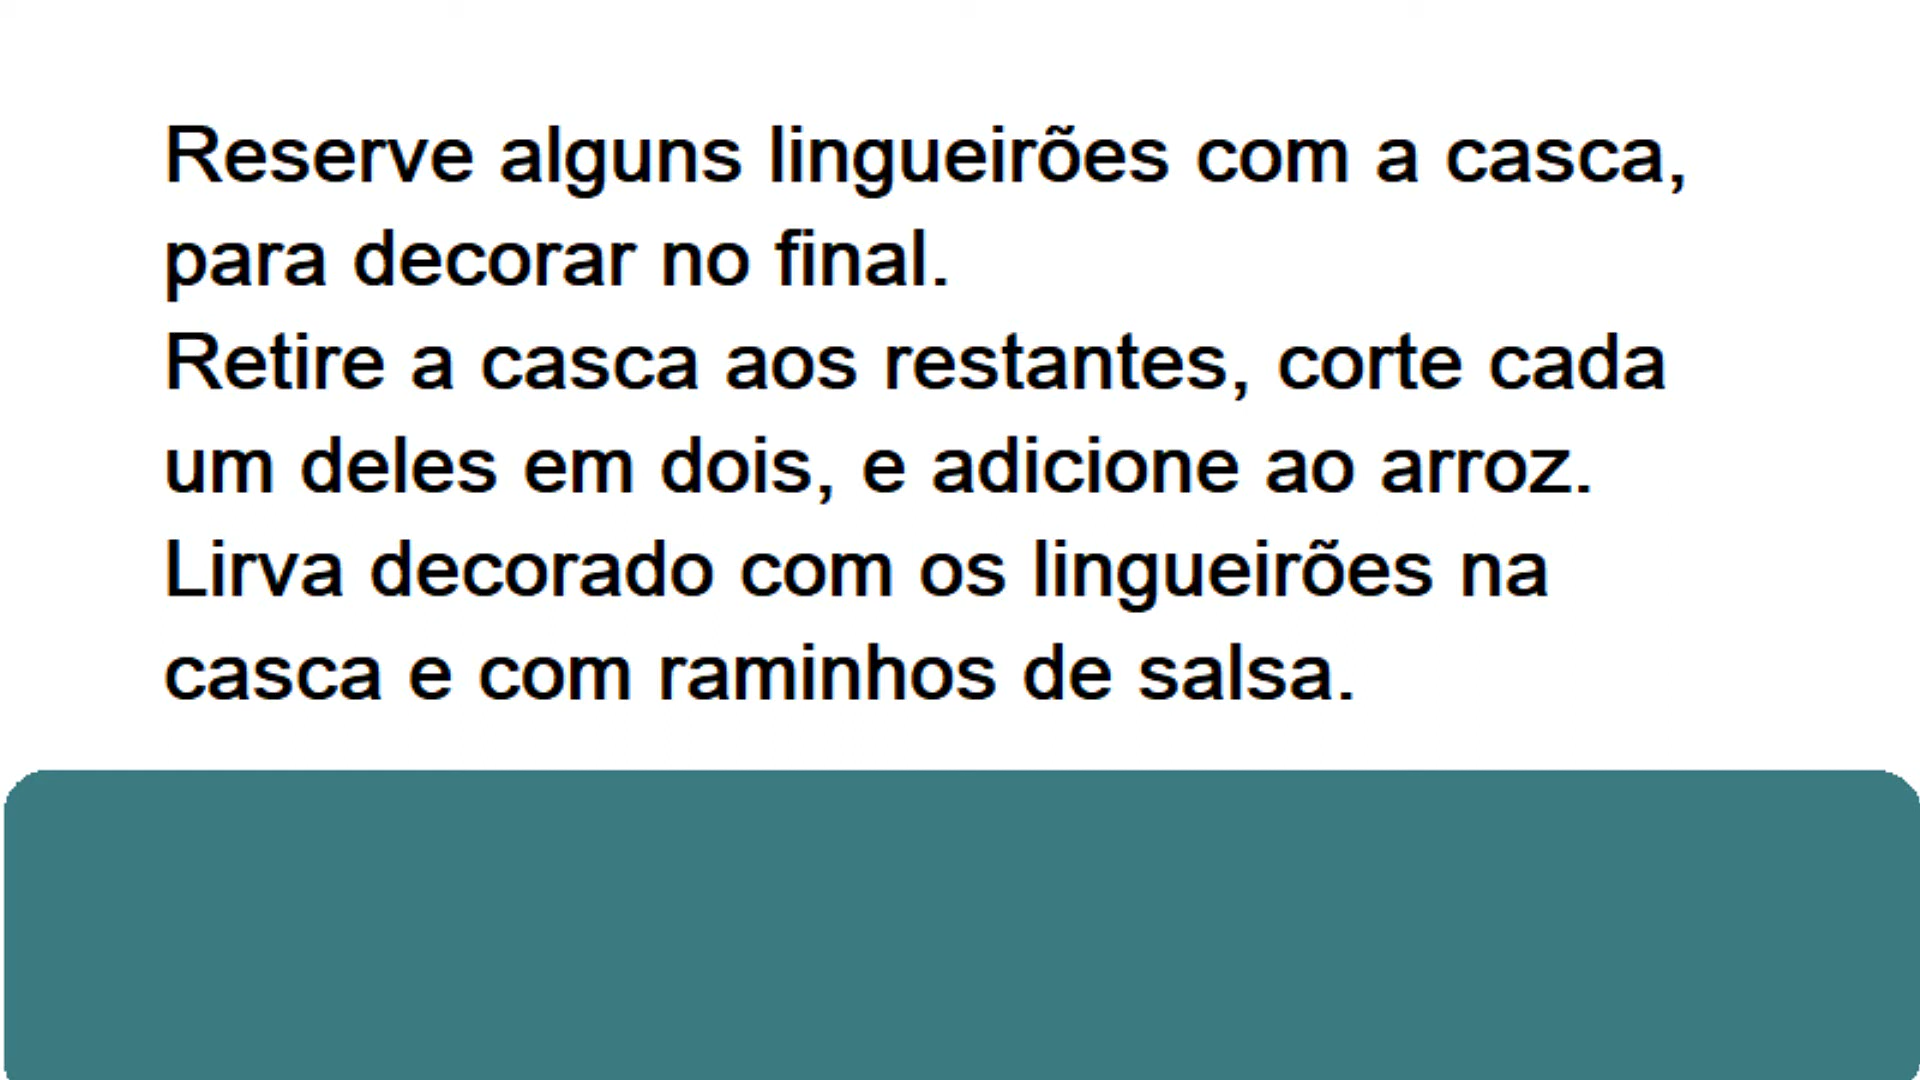 Reserve alguns lingueirões com a casca,
para decorar no final.
Retire a casca aos restantes, corte cada
um deles em dois, e adicione ao arroz.
Lirva decorado com os lingueirões na
casca e com raminhos de salsa.